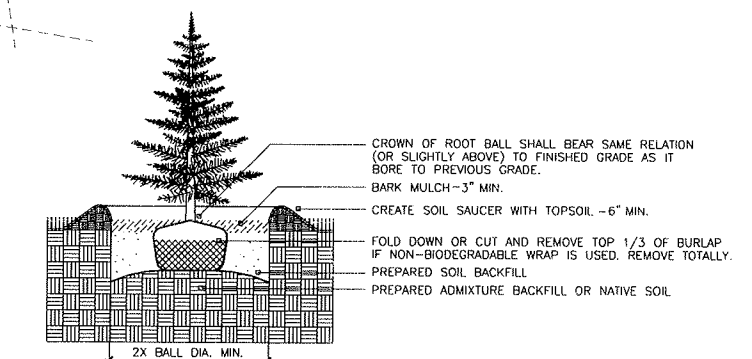 CROWN OF ROOT BALL SHALL BEAR SAME RELATION
(OR SLIGHTLY ABOVE) TO FINISHED GRADE AS IT
BORE TO PREVIOUS GRADE.
BARK MULCH-3" MIN.
CREATE SOIL SAUCER WITH TOPSOIL -6" MIN.
FOLD DOWN OR CUT AND REMOVE TOP 1/3 OF BURLAP
IF NON-BIODEGRADABLE WRAP IS USED. REMOVE TOTALLY.
PREPARED SOIL BACKFILL
PREPARED ADMIXTURE BACKFILL OR NATIVE SOIL
2X BALL DIA. MIN.